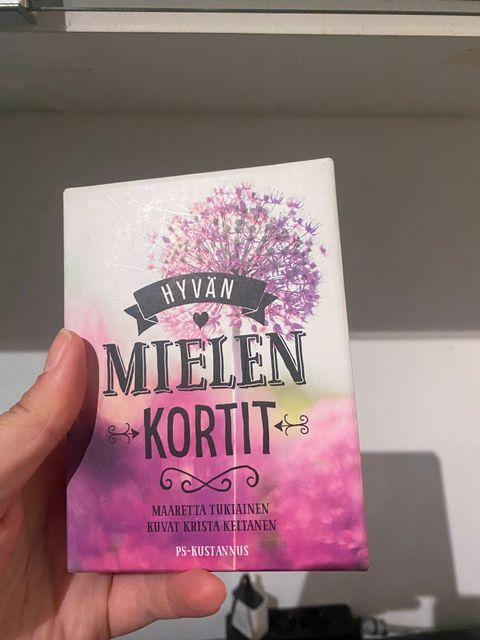 HYVÄN
MIELEN
KORTIT
MAARETTA TUKIAINEN
KUVAT KRISTA KELTANEN
PS-KUSTANNUS